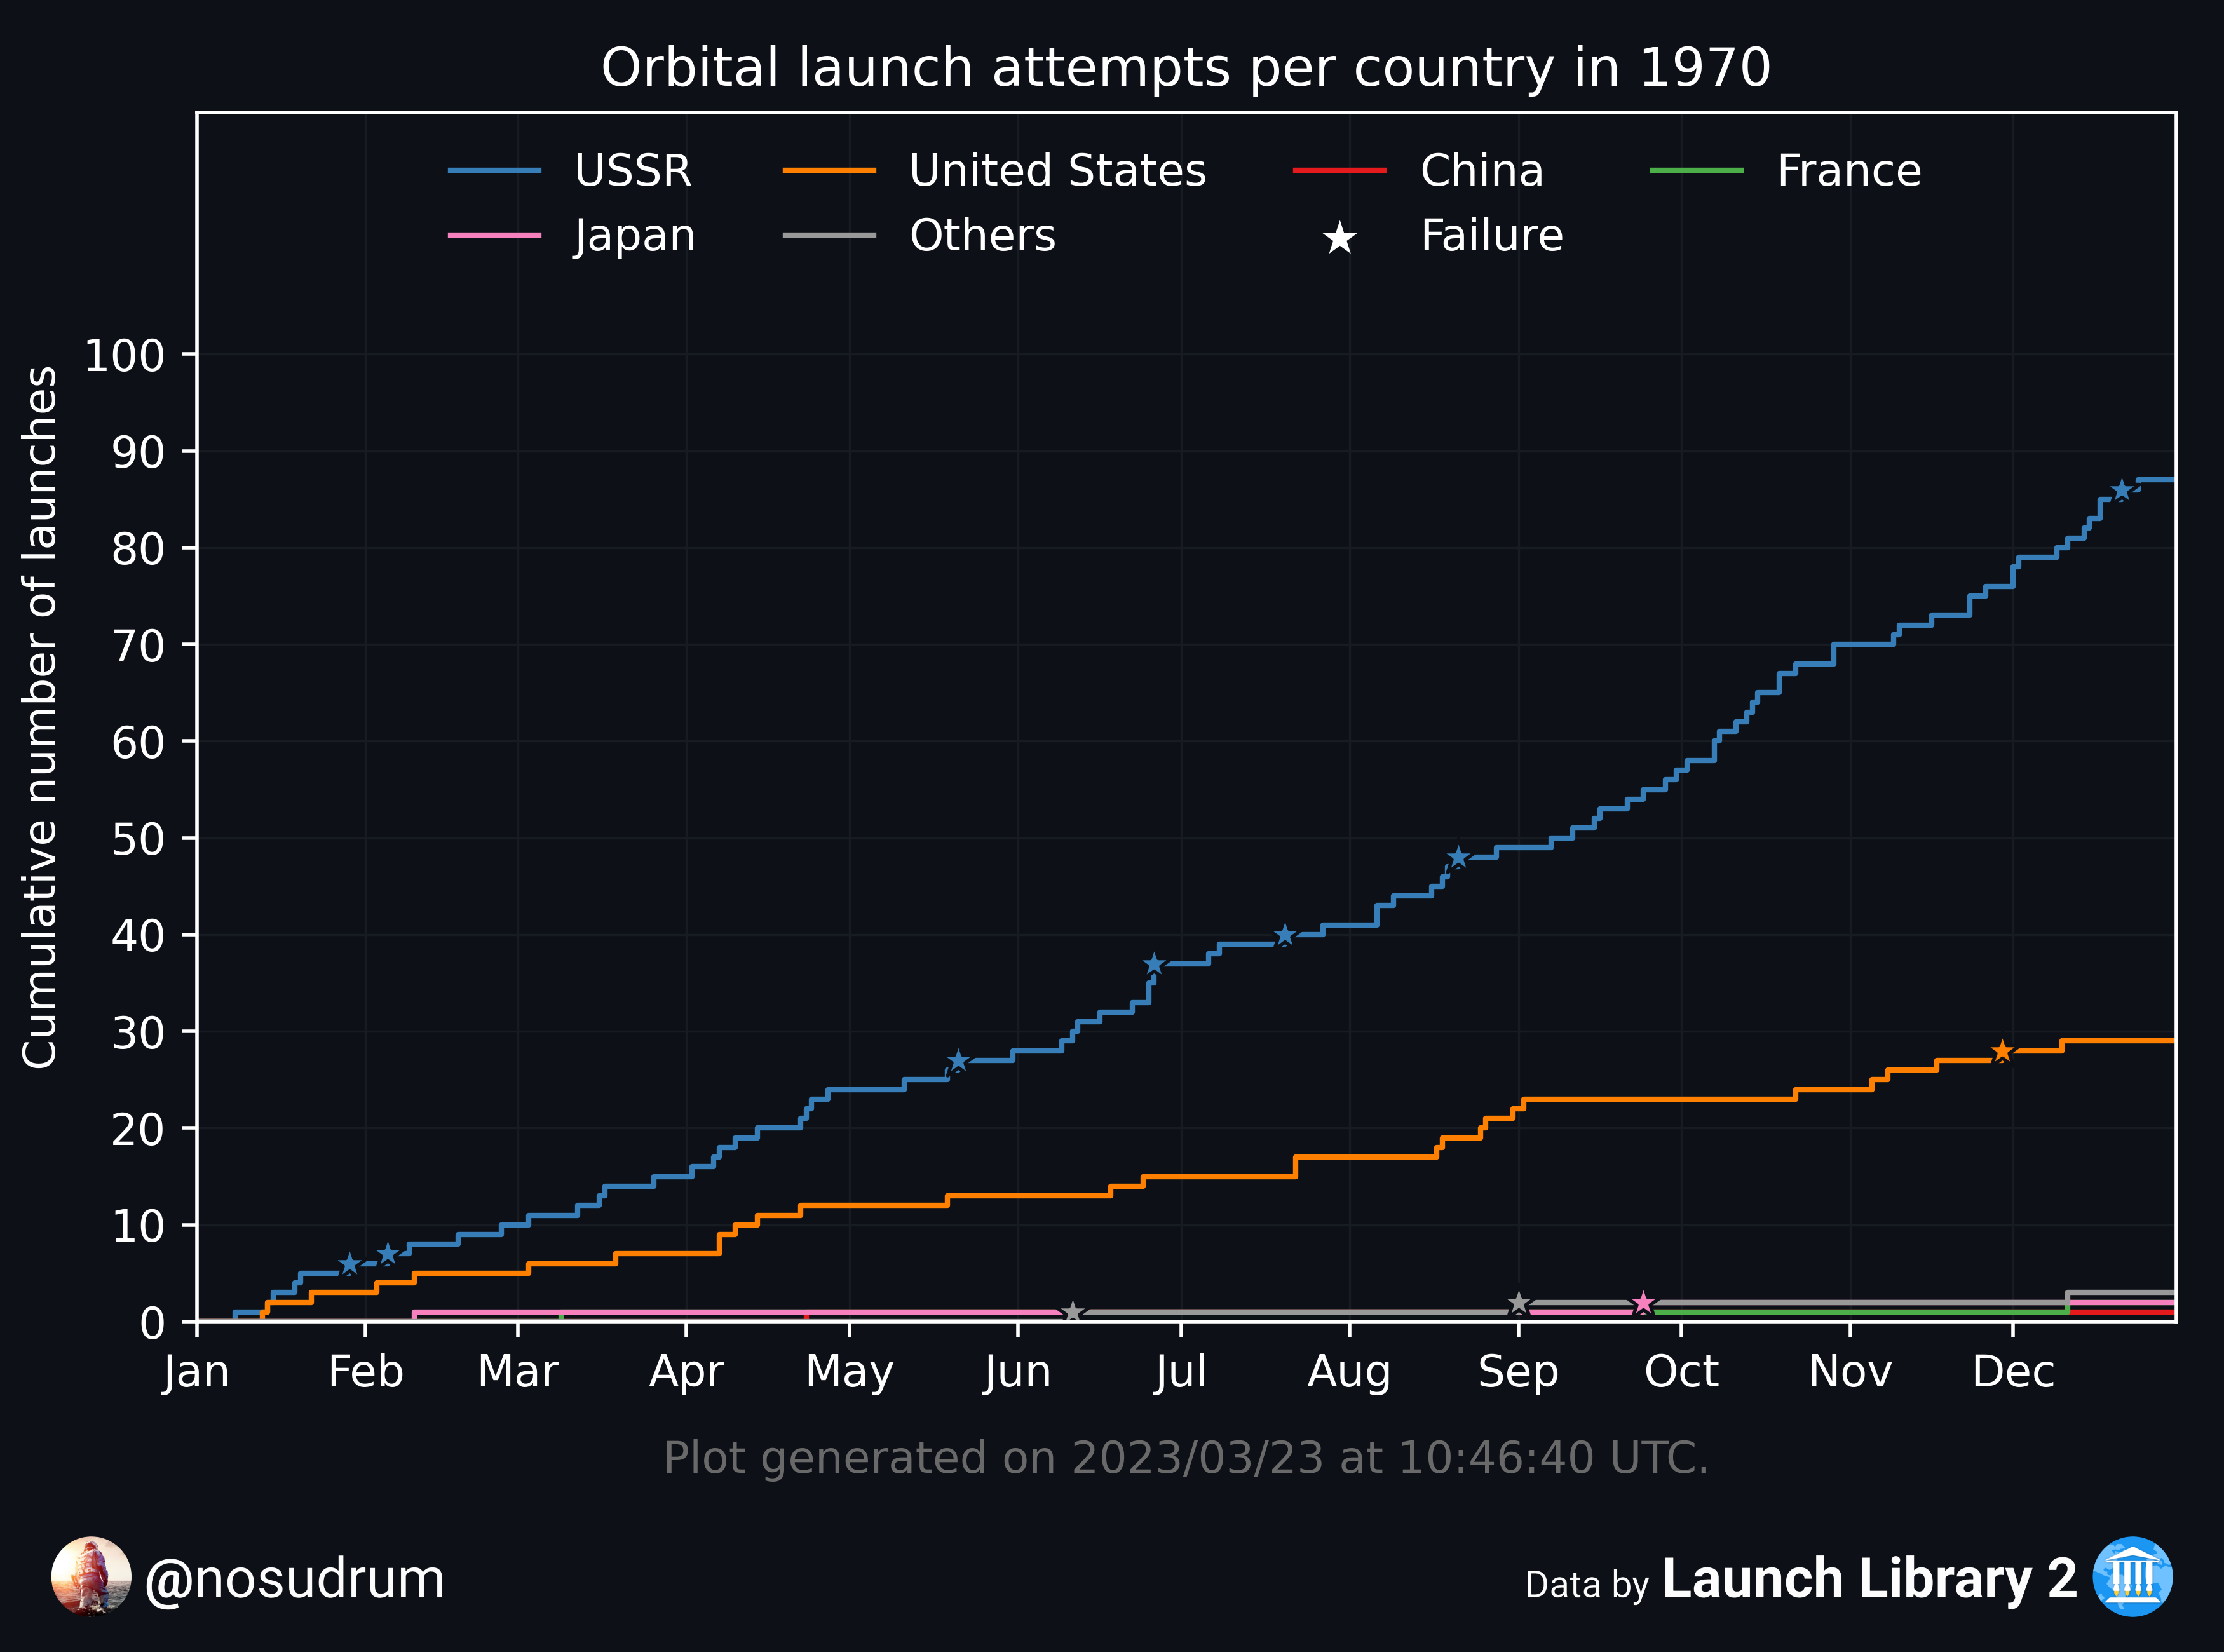 Orbital launch attempts per country in 1970
USSR United States China France
Japan Others Failure
Cumulative number of launches
100
90
80
70
60
50
40
30
20
10
0
Jan Feb Mar Apr May Jun Jul Aug Sep Oct Nov Dec
Plot generated on 2023/03/23 at 10:46:40 UTC.
@nosudrum
Data by Launch Library 2